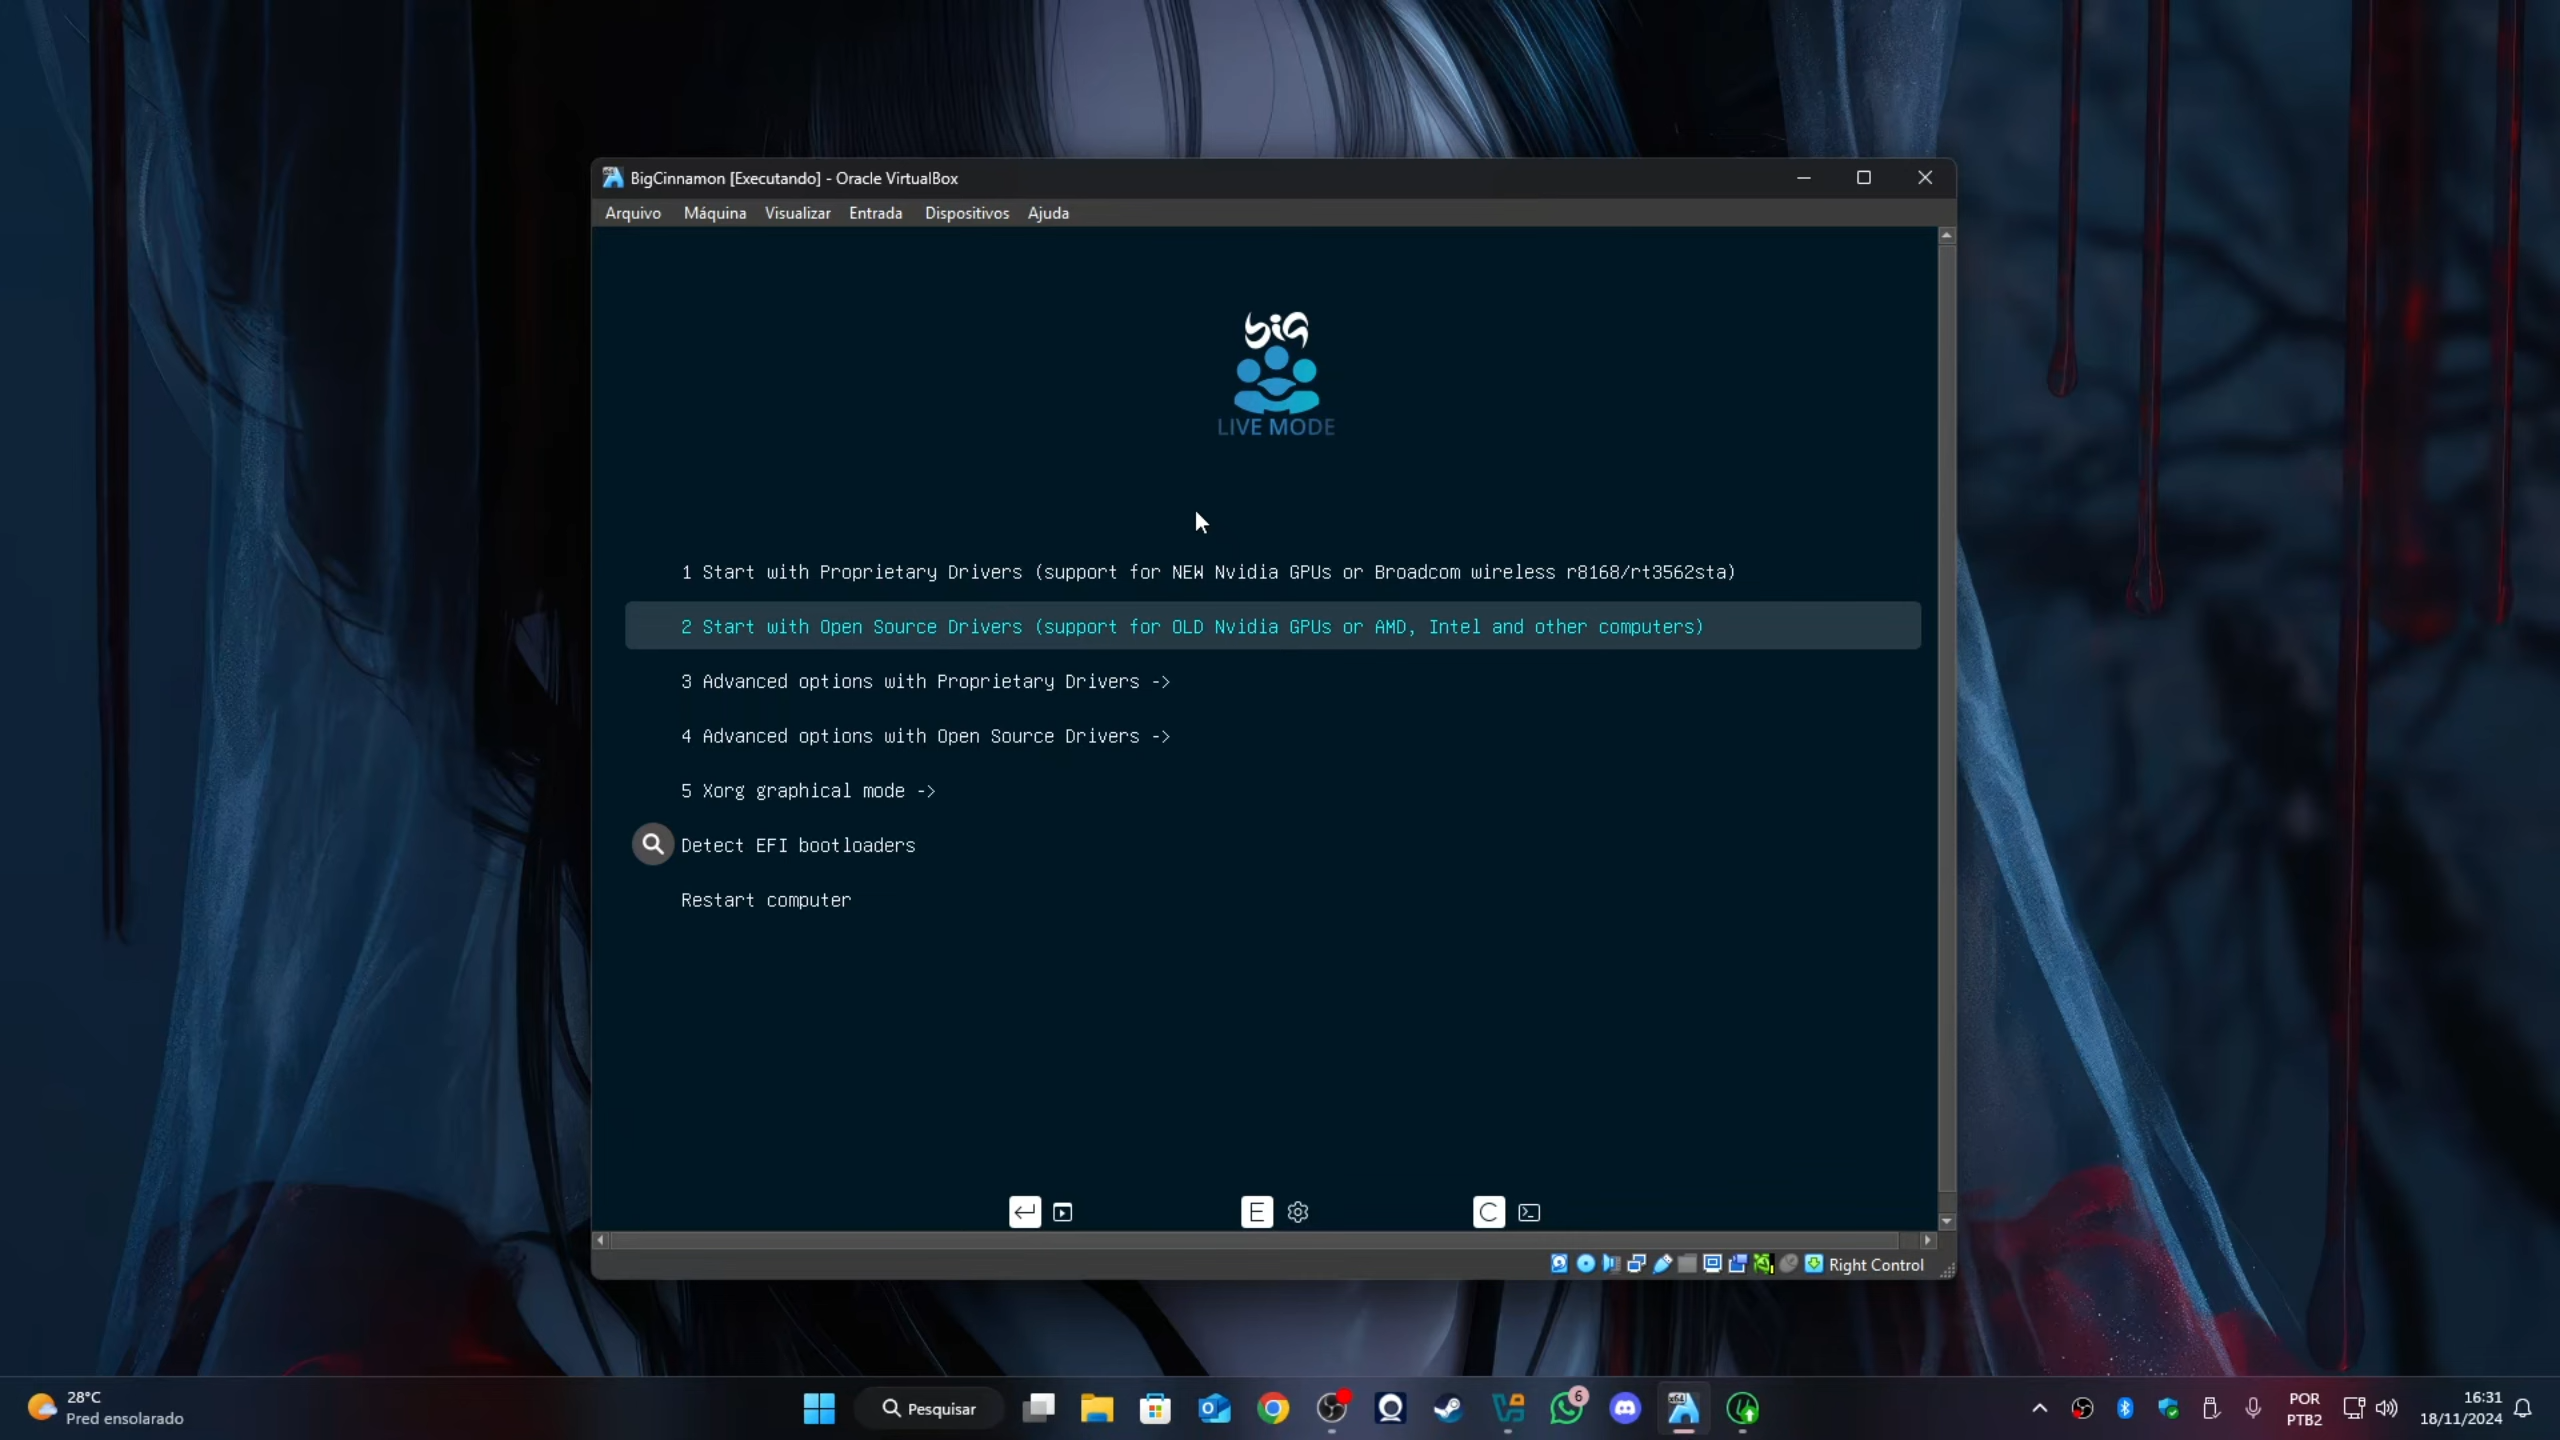 BigCinnamon [Executando] - Oracle VirtualBox
Arquivo Máquina Visualizar Entrada Dispositivos Ajuda
big
LIVE MODE
1 Start with Proprietary Drivers (support for NEW Nvidia GPUs or Broadcom wireless r8168/rt3562sta)
2 Start with Open Source Drivers (support for OLD Nvidia GPUs or AMD, Intel and other computers)
3 Advanced options with Proprietary Drivers ->
4 Advanced options with Open Source Drivers ->
5 Xorg graphical mode ->
Detect EFI bootloaders
Restart computer
E C
Right Control
28°C
Pred ensolarado
Pesquisar
6
POR
PTB2
16:31
18/11/2024